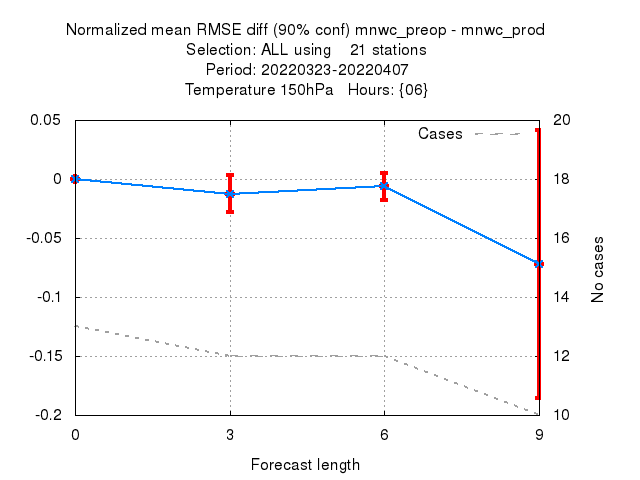 Normalized mean RMSE diff (90% conf) mnwc_preop - mnwc_prod
Selection: ALL using 21 stations
Period: 20220323-20220407
Temperature 150hPa Hours: {06}
0.05 20
Cases
0 18
-0.05 16
-0.1 14
-0.15 12
-0.2 10
No cases
0 3 6 9
Forecast length